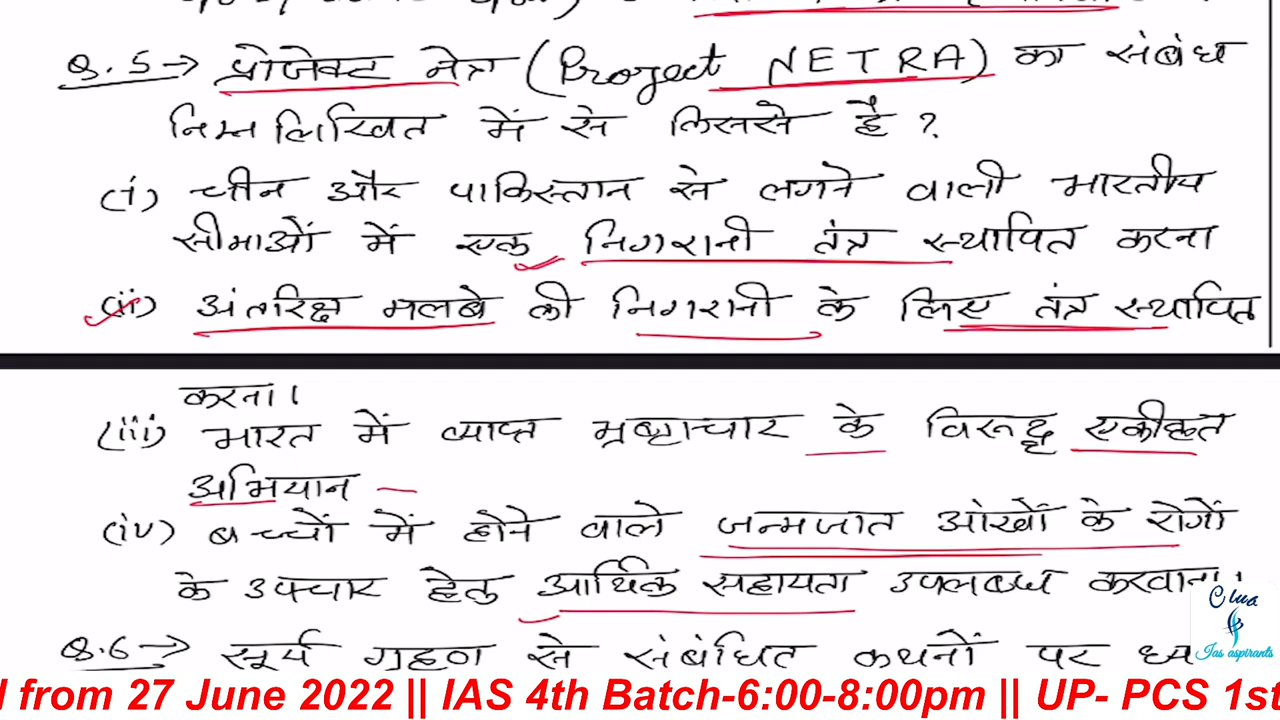 Q.5→ प्रोजेक्ट नेत्रा (Project NETRA) का संबंध
निम्नलिखित में से किससे है ?
(i) चीन और पाकिस्तान से लगने वाली भारतीय
सीमाओं में एक निगरानी तंत्र स्थापित करना
(ii) अंतरिक्ष मलबे की निगरानी के लिए तंत्र स्थापित
करना।
(iii) भारत में व्याप्त भ्रष्टाचार के विरूद्ध एकीकृत
अभियान
(iv) बच्चों में होने वाले जन्मजात आंखों के रोगों
के उपचार हेतु आर्थिक सहायता उपलब्ध करवाना।
Clua
Ias aspirants
Q.6→ सूर्य ग्रहण से संबंधित कथनों पर ध्य
d from 27 June 2022 || IAS 4th Batch-6:00-8:00pm || UP- PCS 1st